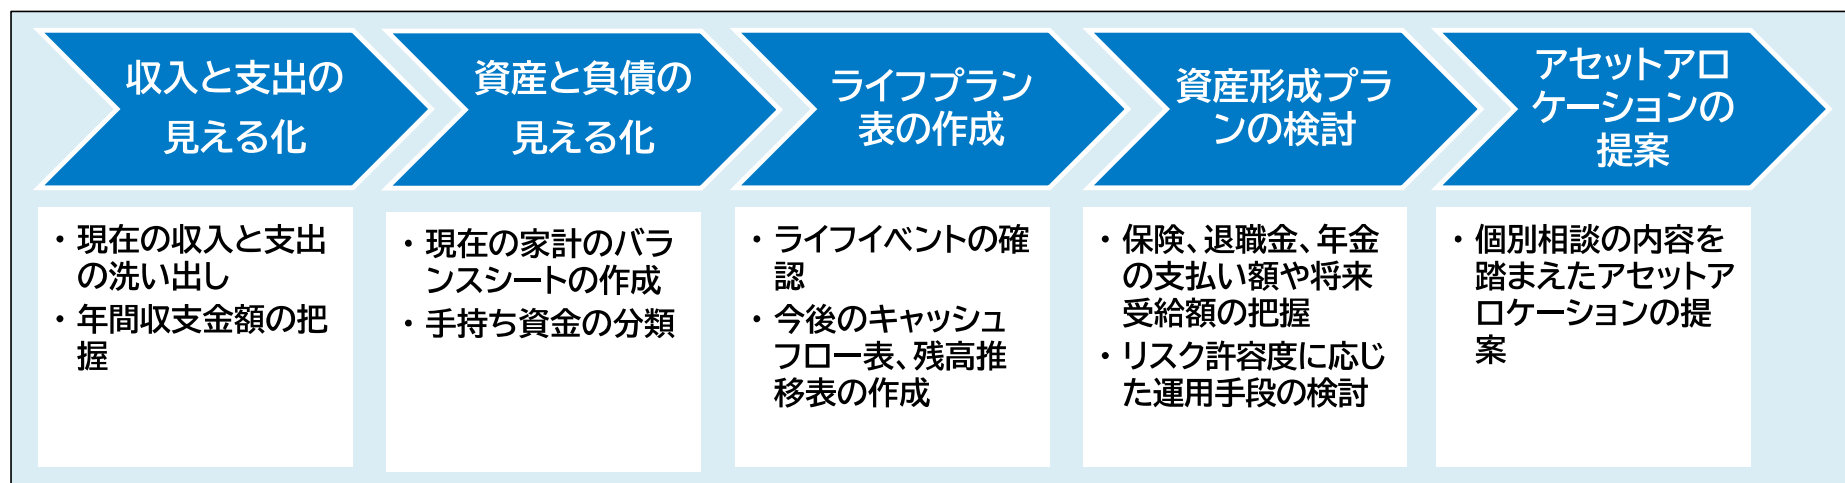 収入と支出の
見える化
資産と負債の
見える化
ライフプラン
表の作成
資産形成プラ
ンの検討
アセットアロ
ケーションの
提案
・現在の収入と支出
の洗い出し
・年間収支金額の把
握
・現在の家計のバラ
ンスシートの作成
・手持ち資金の分類
・ライフイベントの確
認
・今後のキャッシュ
フロー表、残高推
移表の作成
・保険、退職金、年金
の支払い額や将来
受給額の把握
・リスク許容度に応じ
た運用手段の検討
・個別相談の内容を
踏まえたアセットア
ロケーションの提
案